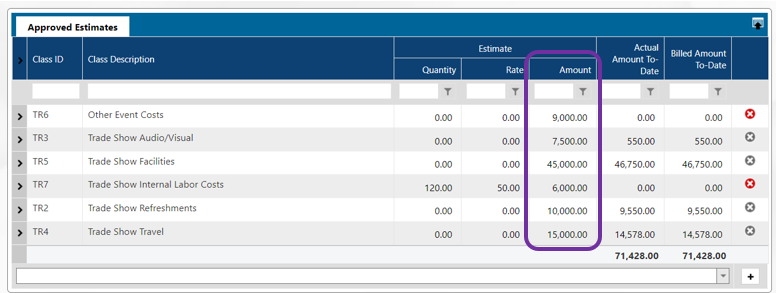 Approved Estimates
Class ID Class Description Estimate Actual Amount To-Date Billed Amount To-Date
Quantity Rate Amount
TR6 Other Event Costs 0.00 0.00 9,000.00 0.00 0.00
TR3 Trade Show Audio/Visual 0.00 0.00 7,500.00 550.00 550.00
TR5 Trade Show Facilities 0.00 0.00 45,000.00 46,750.00 46,750.00
TR7 Trade Show Internal Labor Costs 120.00 50.00 6,000.00 0.00 0.00
TR2 Trade Show Refreshments 0.00 0.00 10,000.00 9,550.00 9,550.00
TR4 Trade Show Travel 0.00 0.00 15,000.00 14,578.00 14,578.00
71,428.00 71,428.00